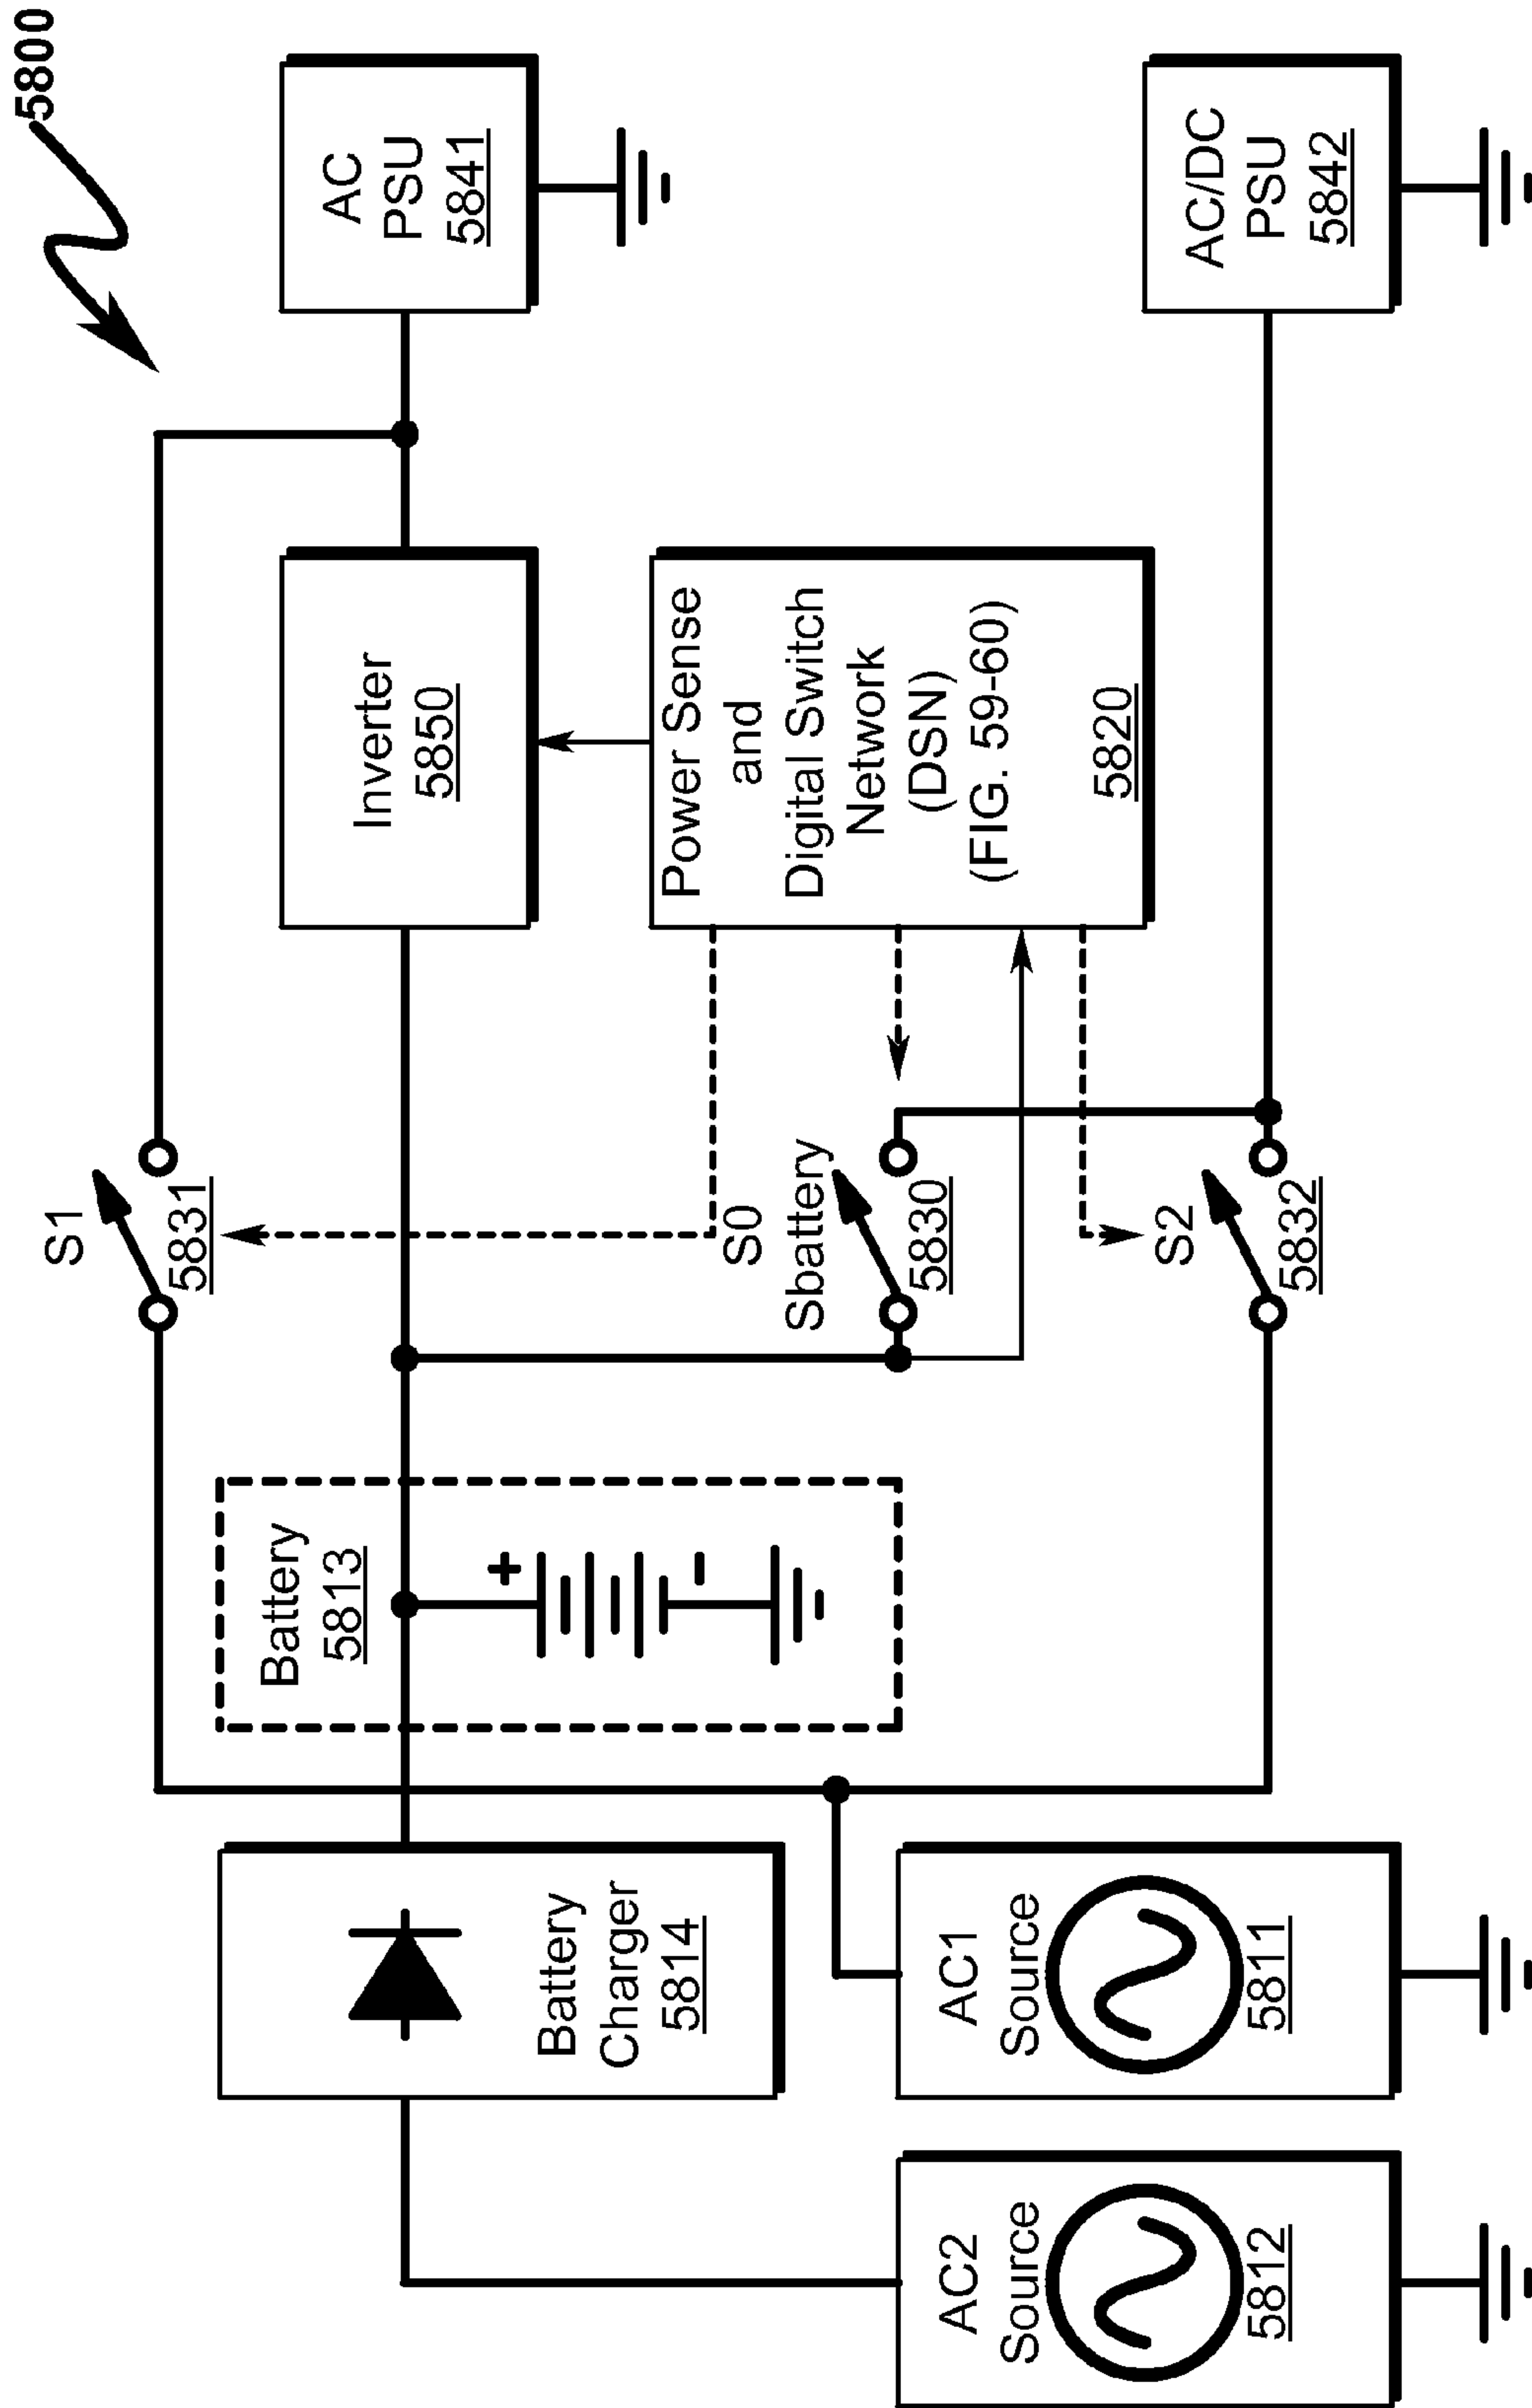 5800
S1
5831
AC
PSU
5841
Inverter
5850
Battery
5813
+
-
Battery
Charger
5814
Power Sense
and
Digital Switch
Network
(DSN)
(FIG. 59-60)
5820
S0
Sbattery
5830
AC2
Source
5812
AC1
Source
5811
S2
5832
AC/DC
PSU
5842